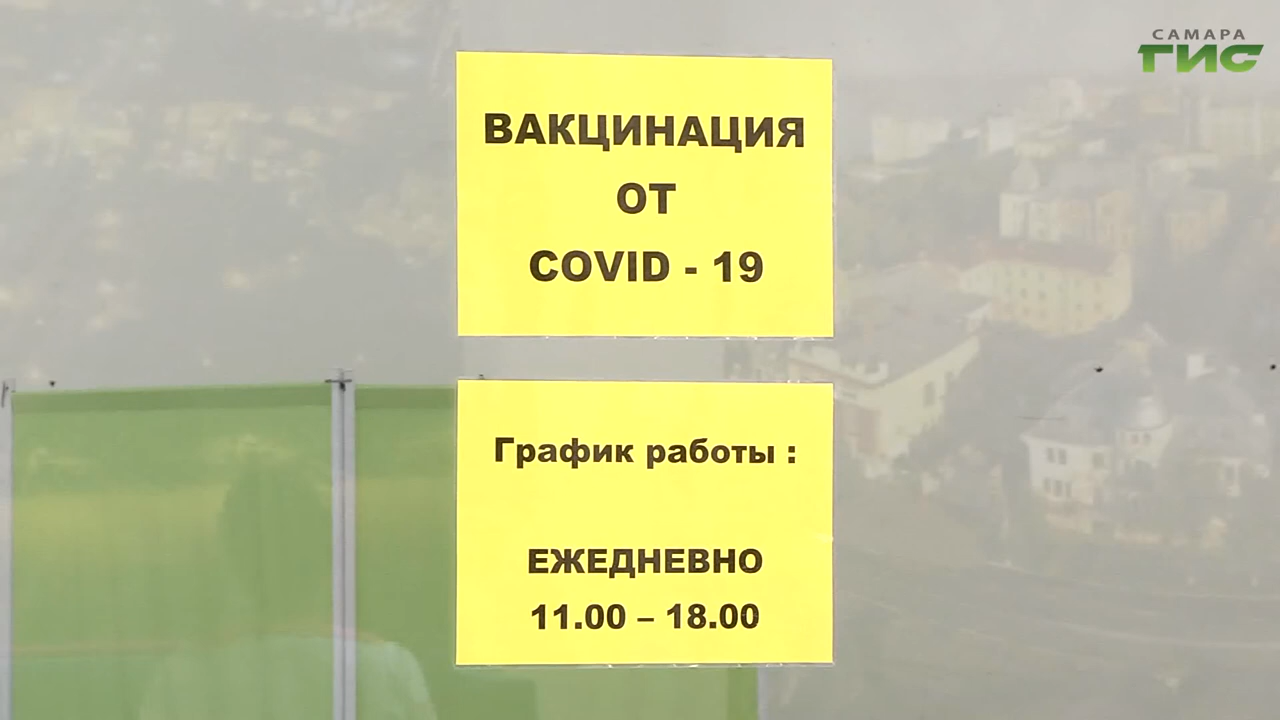 САМАРА
ГИС
ВАКЦИНАЦИЯ
ОТ
COVID - 19
График работы :
ЕЖЕДНЕВНО
11.00 – 18.00